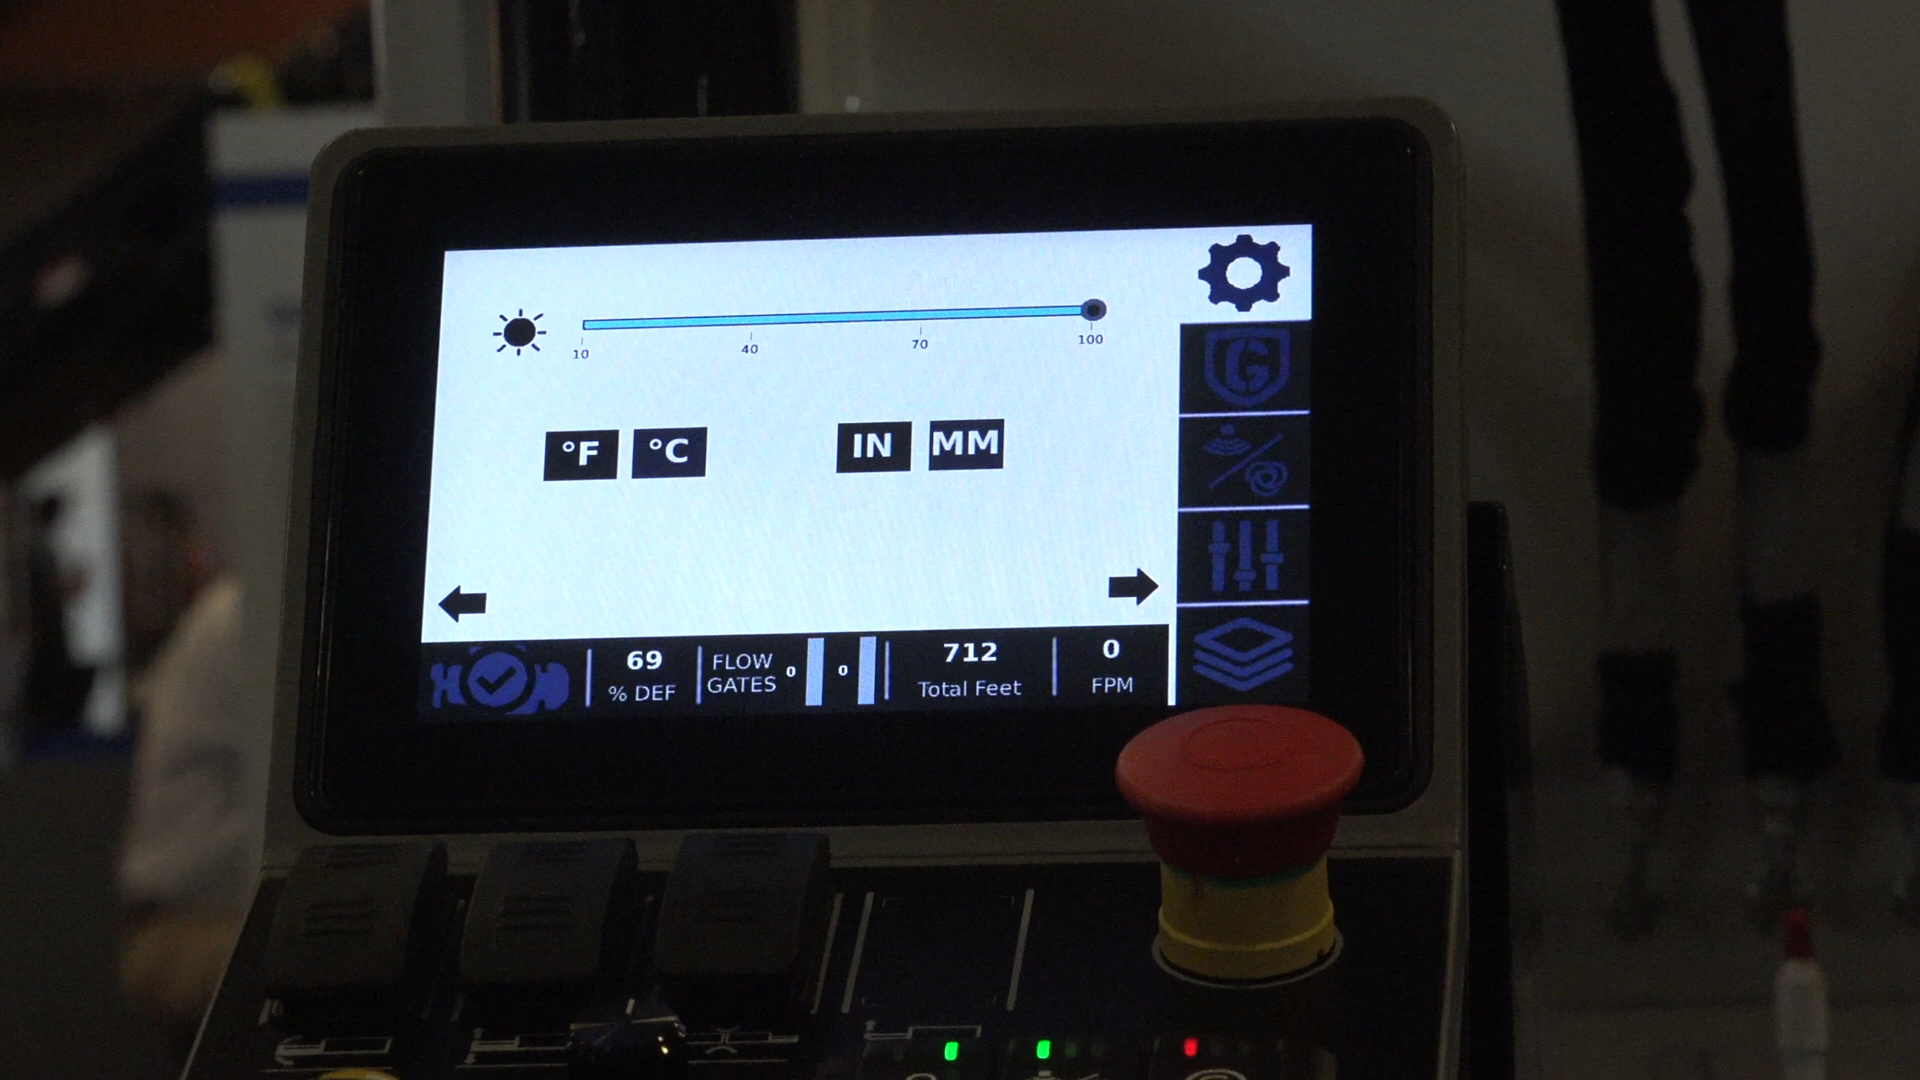 10 40 70 100
°F °C IN MM
69
% DEF
FLOW
GATES
0 0
712
Total Feet
0
FPM
G